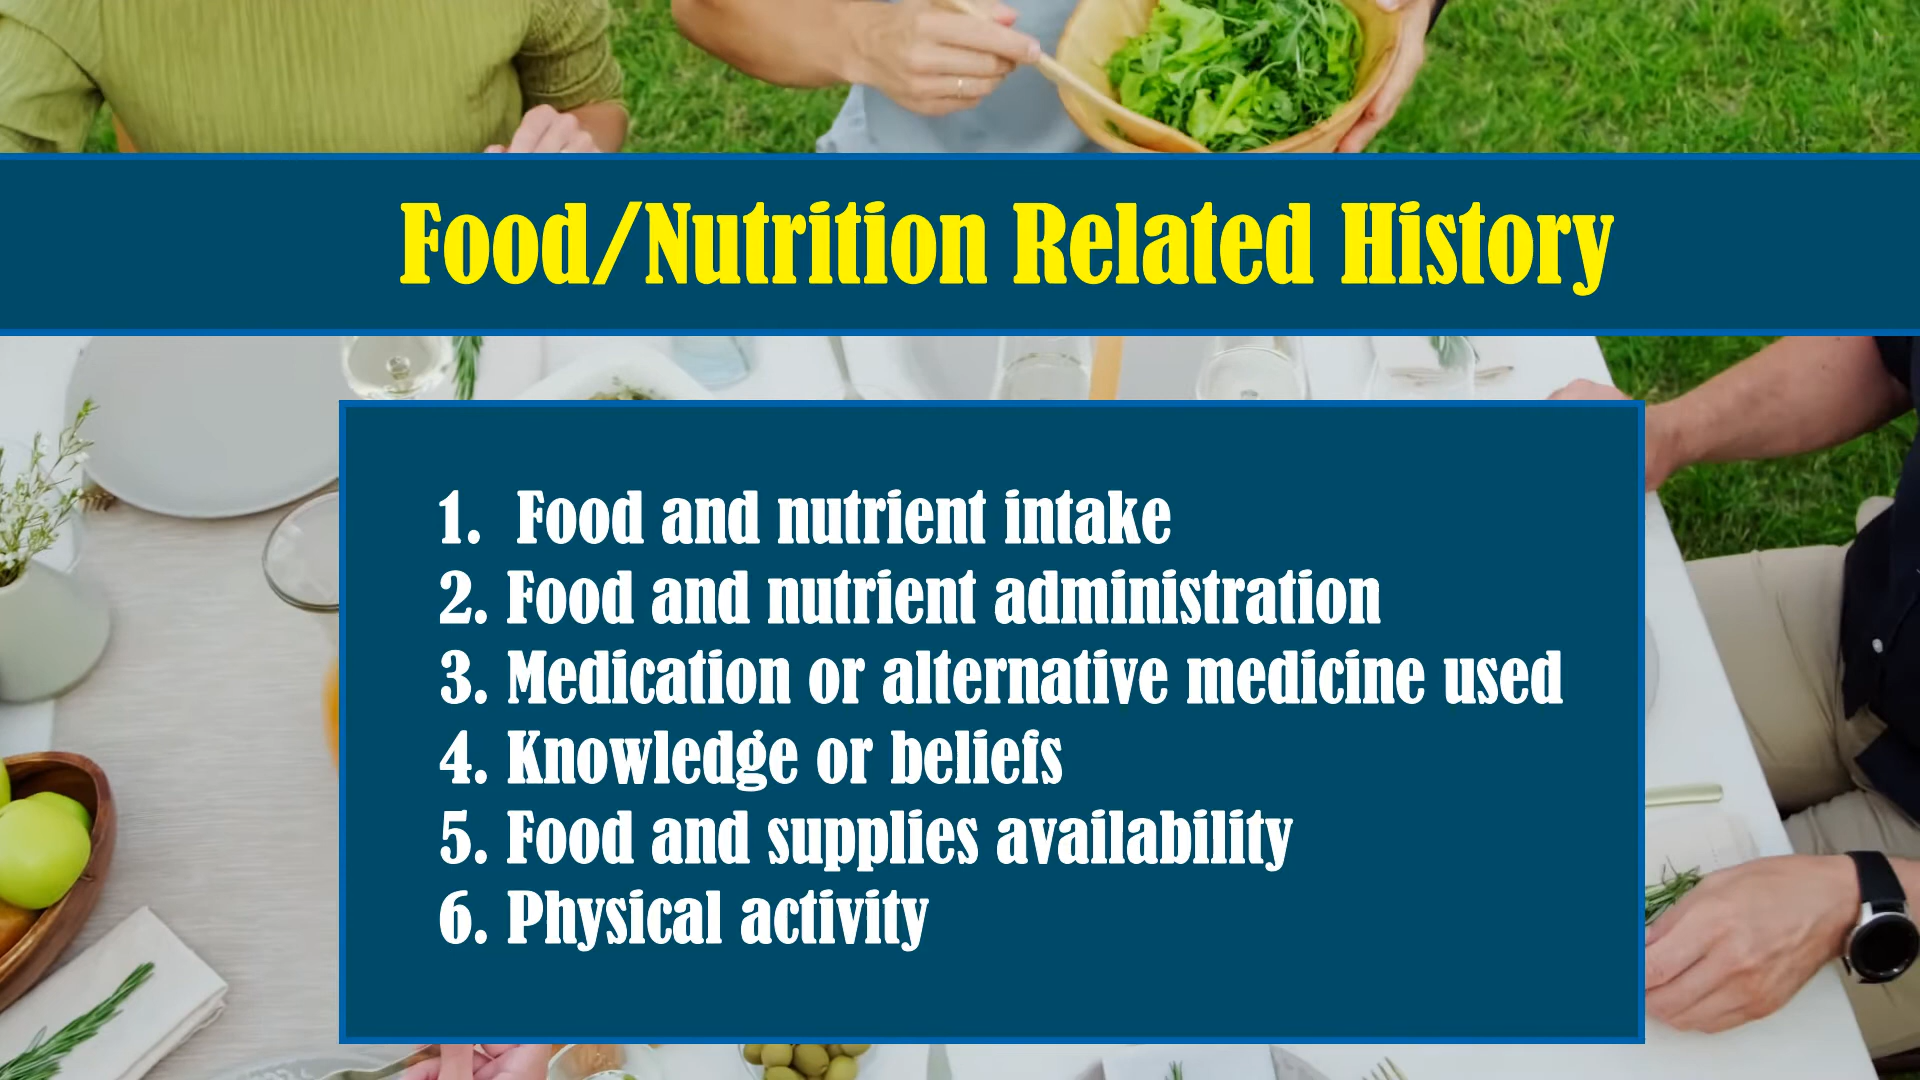 Food/Nutrition Related History
1. Food and nutrient intake
2. Food and nutrient administration
3. Medication or alternative medicine used
4. Knowledge or beliefs
5. Food and supplies availability
6. Physical activity